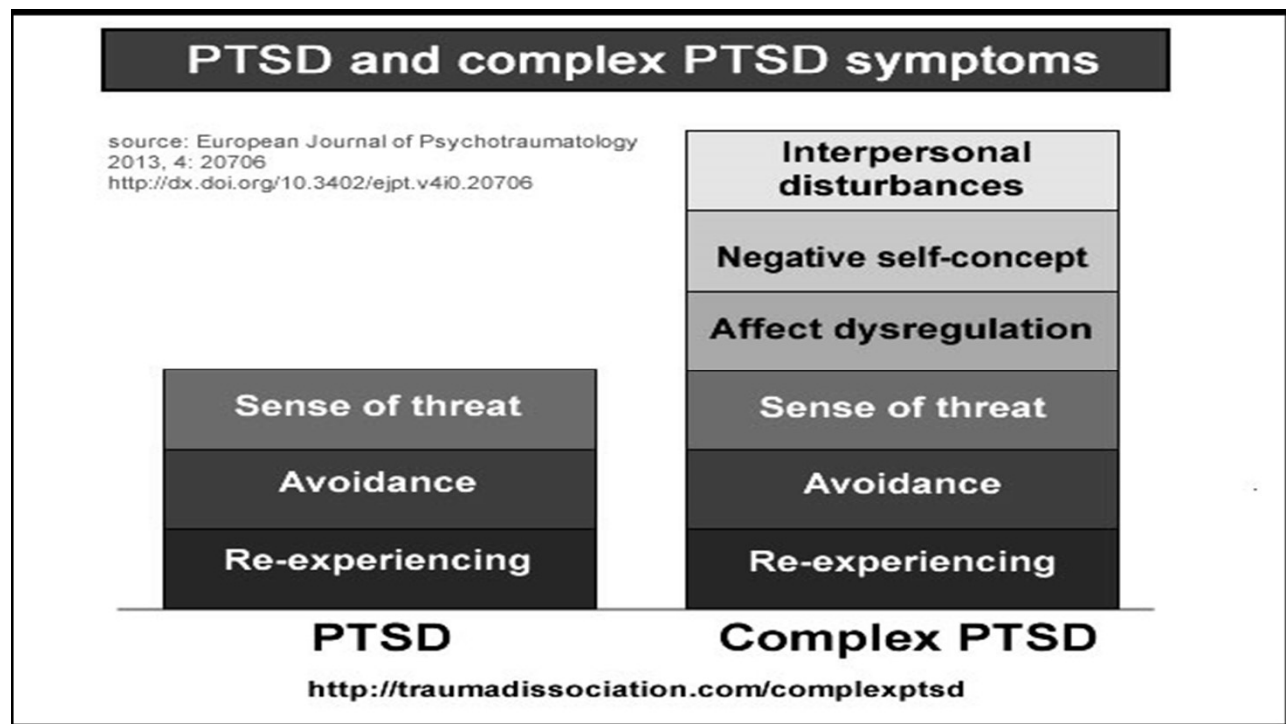 PTSD and complex PTSD symptoms
source: European Journal of Psychotraumatology
2013, 4: 20706
http://dx.doi.org/10.3402/ejpt.v4i0.20706
Sense of threat
Avoidance
Re-experiencing
PTSD
Interpersonal
disturbances
Negative self-concept
Affect dysregulation
Sense of threat
Avoidance
Re-experiencing
Complex PTSD
http://traumadissociation.com/complexptsd